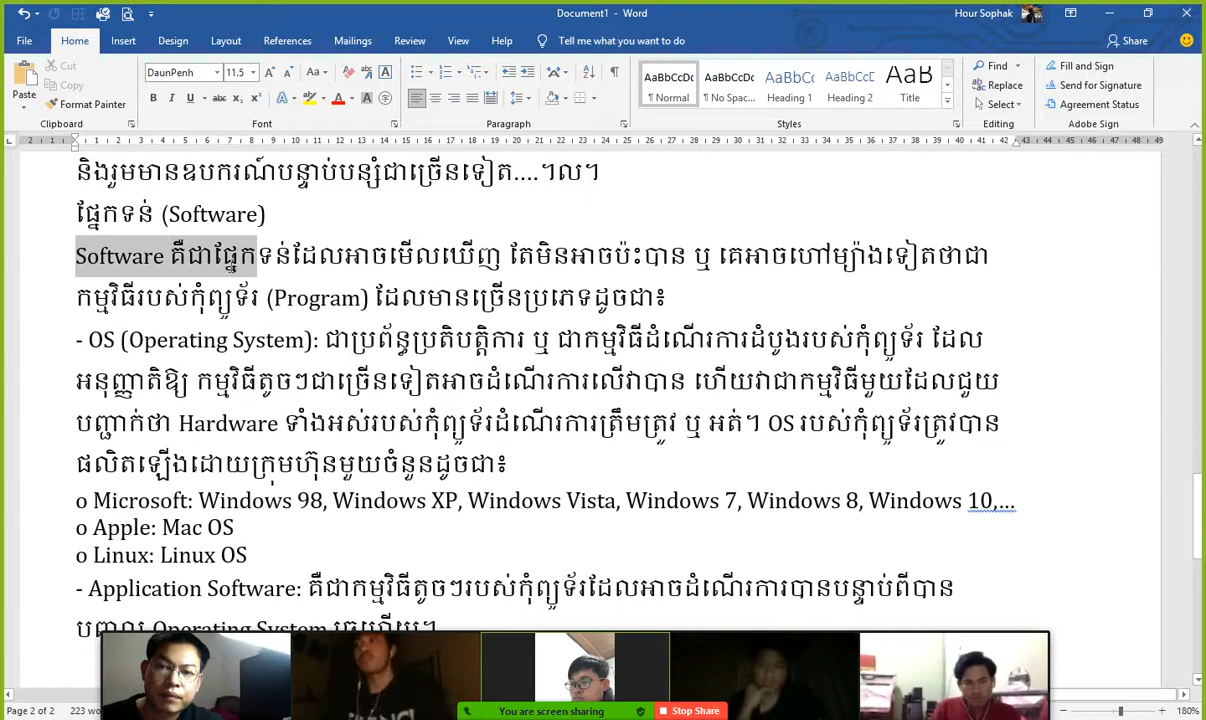 Document1 - Word
Hour Sophak
File Home Insert Design Layout References Mailings Review View Help Tell me what you want to do Share
Paste Cut Copy Format Painter
DaunPenh 11.5
AaBbCcDc AaBbCcDc AaBbCc AaBbCcC AaB
¶ Normal ¶ No Spac... Heading 1 Heading 2 Title
Find Replace Select
Fill and Sign Send for Signature Agreement Status
Clipboard Font Paragraph Styles Editing Adobe Sign
និងរួមមានឧបករណ៍បន្ទាប់បន្សំជាច្រើនទៀត....។ល។
ផ្នែកទន់ (Software)
Software គឺជាផ្នែកទន់ដែលអាចមើលឃើញ តែមិនអាចប៉ះបាន ឬ គេអាចហៅម្យ៉ាងទៀតថាជា
កម្មវិធីរបស់កុំព្យូទ័រ (Program) ដែលមានច្រើនប្រភេទដូចជា៖
- OS (Operating System): ជាប្រព័ន្ធប្រតិបត្តិការ ឬ ជាកម្មវិធីដំណើរការដំបូងរបស់កុំព្យូទ័រ ដែល
អនុញ្ញាតិឱ្យ កម្មវិធីតូចៗជាច្រើនទៀតអាចដំណើរការលើវាបាន ហើយវាជាកម្មវិធីមួយដែលជួយ
បញ្ជាក់ថា Hardware ទាំងអស់របស់កុំព្យូទ័រដំណើរការត្រឹមត្រូវ ឬ អត់។ OS របស់កុំព្យូទ័រត្រូវបាន
ផលិតឡើងដោយក្រុមហ៊ុនមួយចំនួនដូចជា៖
o Microsoft: Windows 98, Windows XP, Windows Vista, Windows 7, Windows 8, Windows 10,...
o Apple: Mac OS
o Linux: Linux OS
- Application Software: គឺជាកម្មវិធីតូចៗរបស់កុំព្យូទ័រដែលអាចដំណើរការបានបន្ទាប់ពីបាន
បញ្ចូល Operating System រួចហើយ។
Page 2 of 2 223 wo
You are screen sharing Stop Share
180%